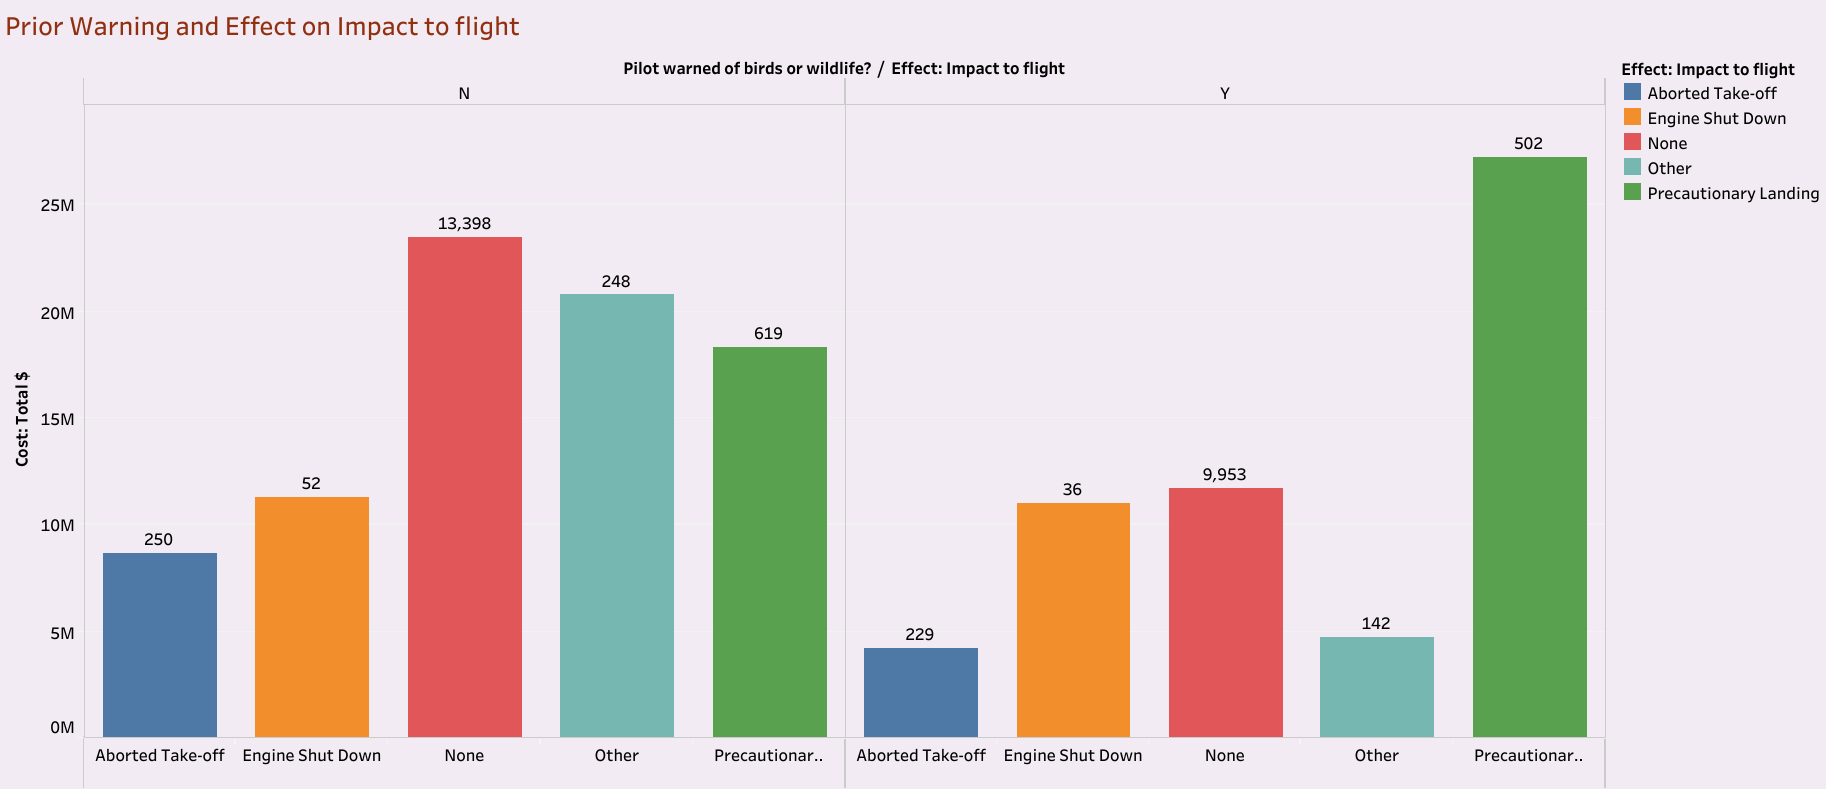 Prior Warning and Effect on Impact to flight
Pilot warned of birds or wildlife? / Effect: Impact to flight
N
Y
Effect: Impact to flight
Aborted Take-off
Engine Shut Down
None
Other
Precautionary Landing
Cost: Total $
25M
20M
15M
10M
5M
0M
250
52
13,398
248
619
229
36
9,953
142
502
Aborted Take-off
Engine Shut Down
None
Other
Precautionar..
Aborted Take-off
Engine Shut Down
None
Other
Precautionar..